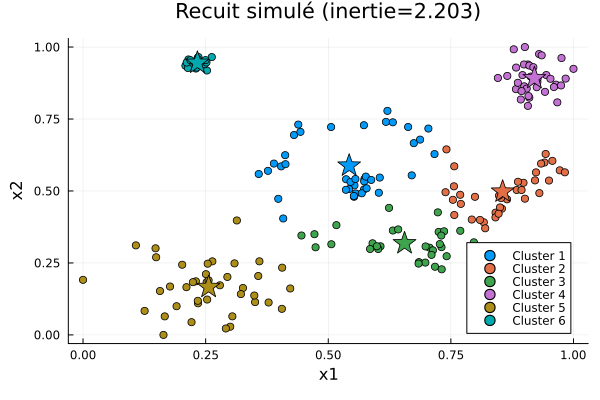 Recuit simulé (inertie=2.203)
1.00
0.75
0.50
0.25
0.00
x2
Cluster 1
Cluster 2
Cluster 3
Cluster 4
Cluster 5
Cluster 6
0.00 0.25 0.50 0.75 1.00
x1